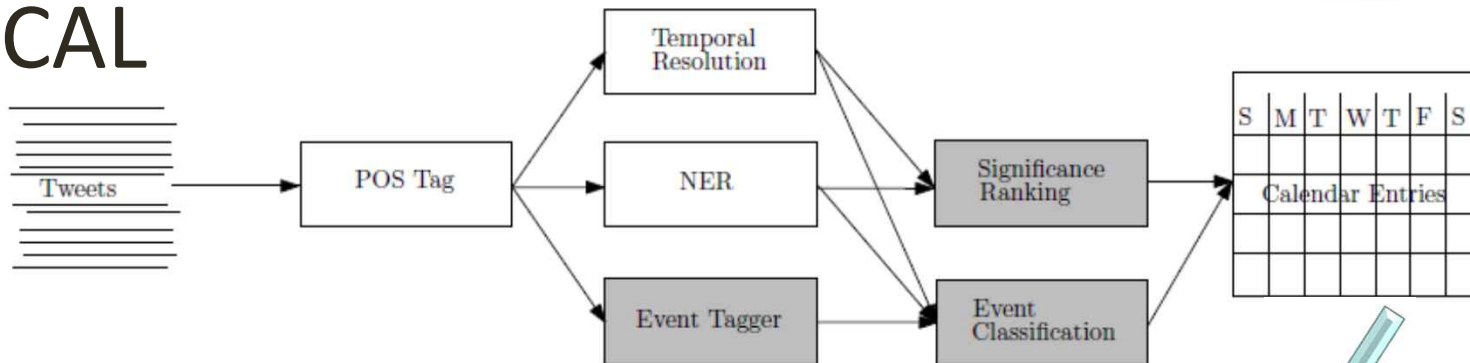 CAL
Tweets
POS Tag
Temporal
Resolution
NER
Event Tagger
Significance
Ranking
Event
Classification
S M T W T F S
Calendar Entries